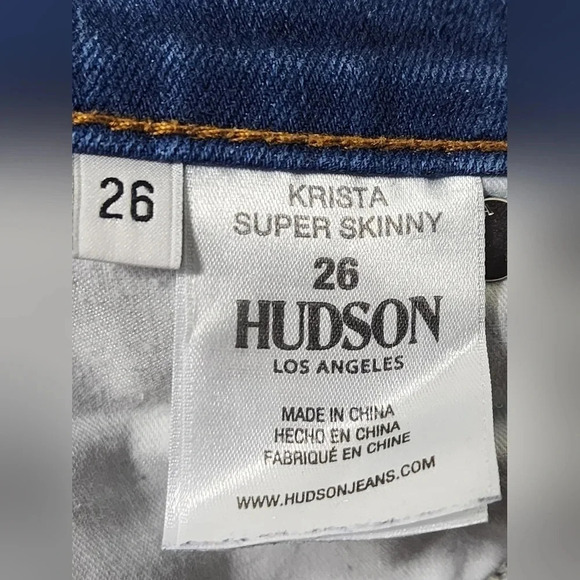 26
KRISTA
SUPER SKINNY
26
HUDSON
LOS ANGELES
MADE IN CHINA
HECHO EN CHINA
FABRIQUÉ EN CHINE
WWW.HUDSONJEANS.COM